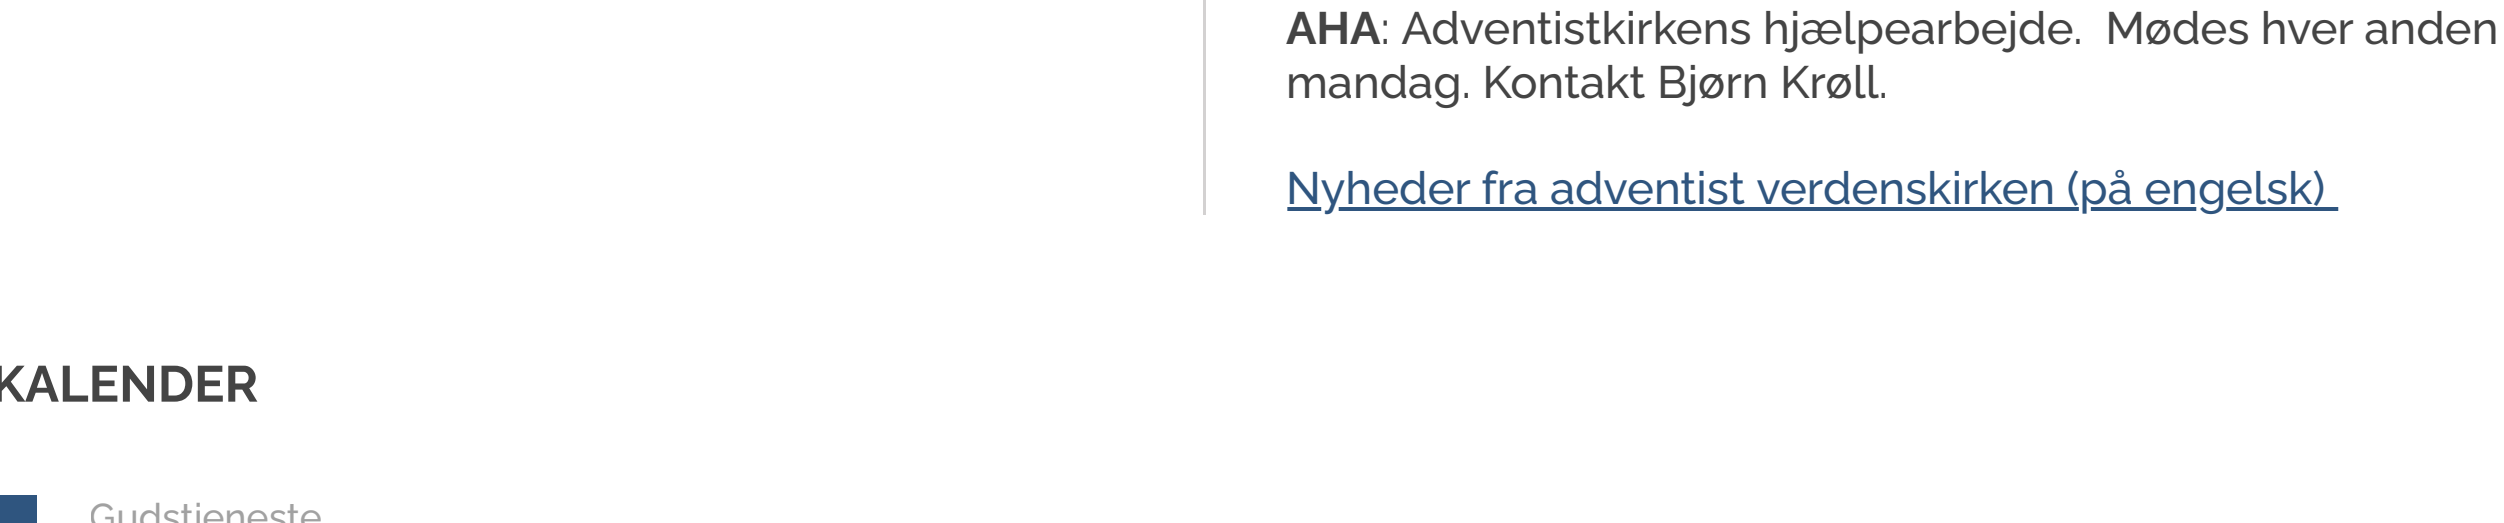 AHA: Adventistkirkens hjælpearbejde. Mødes hver anden
mandag. Kontakt Bjørn Krøll.
Nyheder fra adventist verdenskirken (på engelsk)
KALENDER
Gudstjeneste